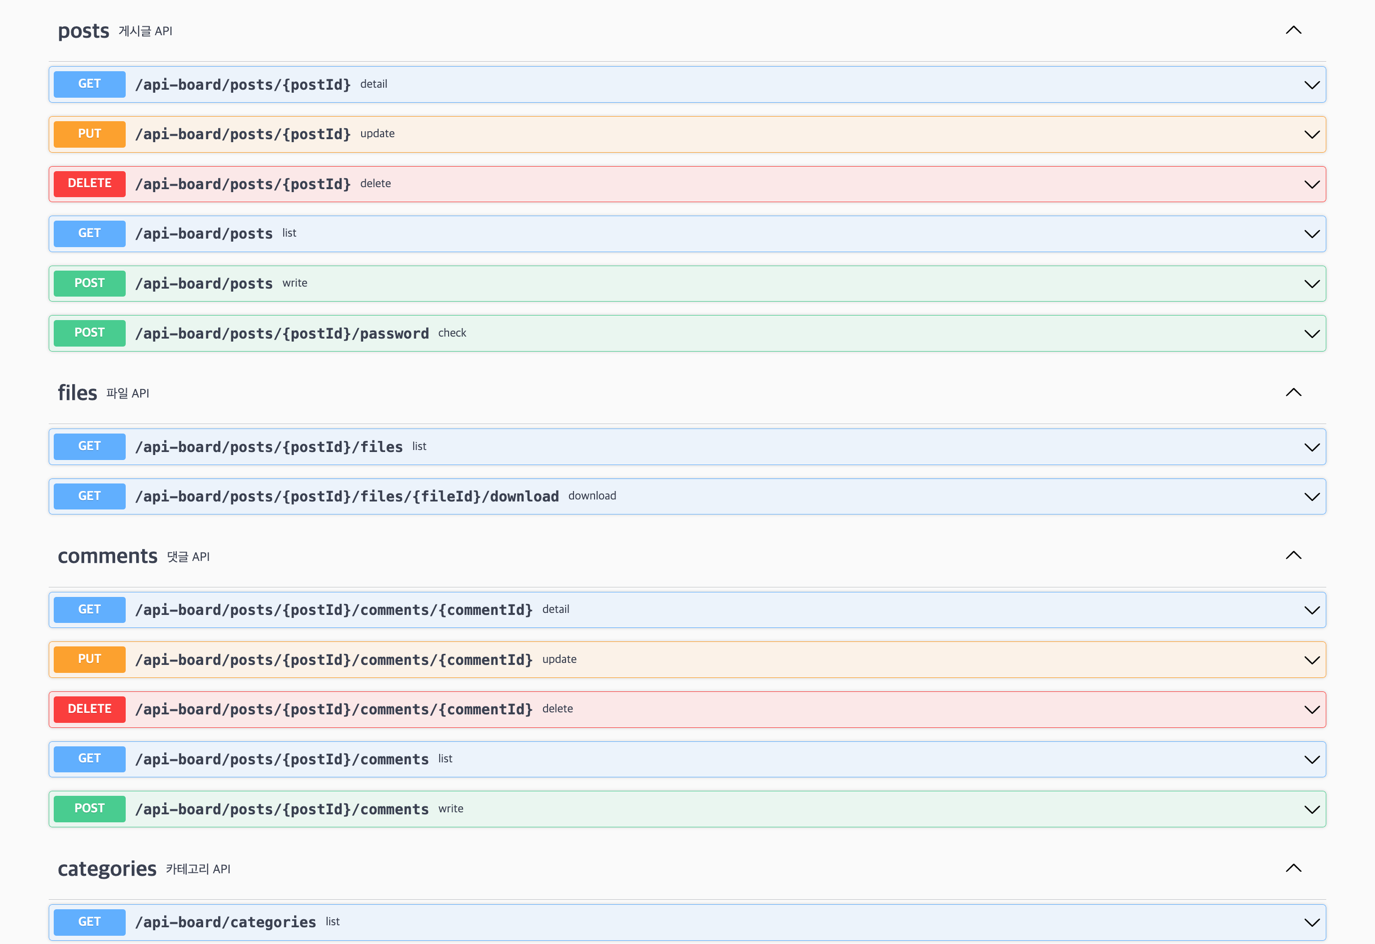 posts 게시글 API
GET /api-board/posts/{postId} detail
PUT /api-board/posts/{postId} update
DELETE /api-board/posts/{postId} delete
GET /api-board/posts list
POST /api-board/posts write
POST /api-board/posts/{postId}/password check
files 파일 API
GET /api-board/posts/{postId}/files list
GET /api-board/posts/{postId}/files/{fileId}/download download
comments 댓글 API
GET /api-board/posts/{postId}/comments/{commentId} detail
PUT /api-board/posts/{postId}/comments/{commentId} update
DELETE /api-board/posts/{postId}/comments/{commentId} delete
GET /api-board/posts/{postId}/comments list
POST /api-board/posts/{postId}/comments write
categories 카테고리 API
GET /api-board/categories list